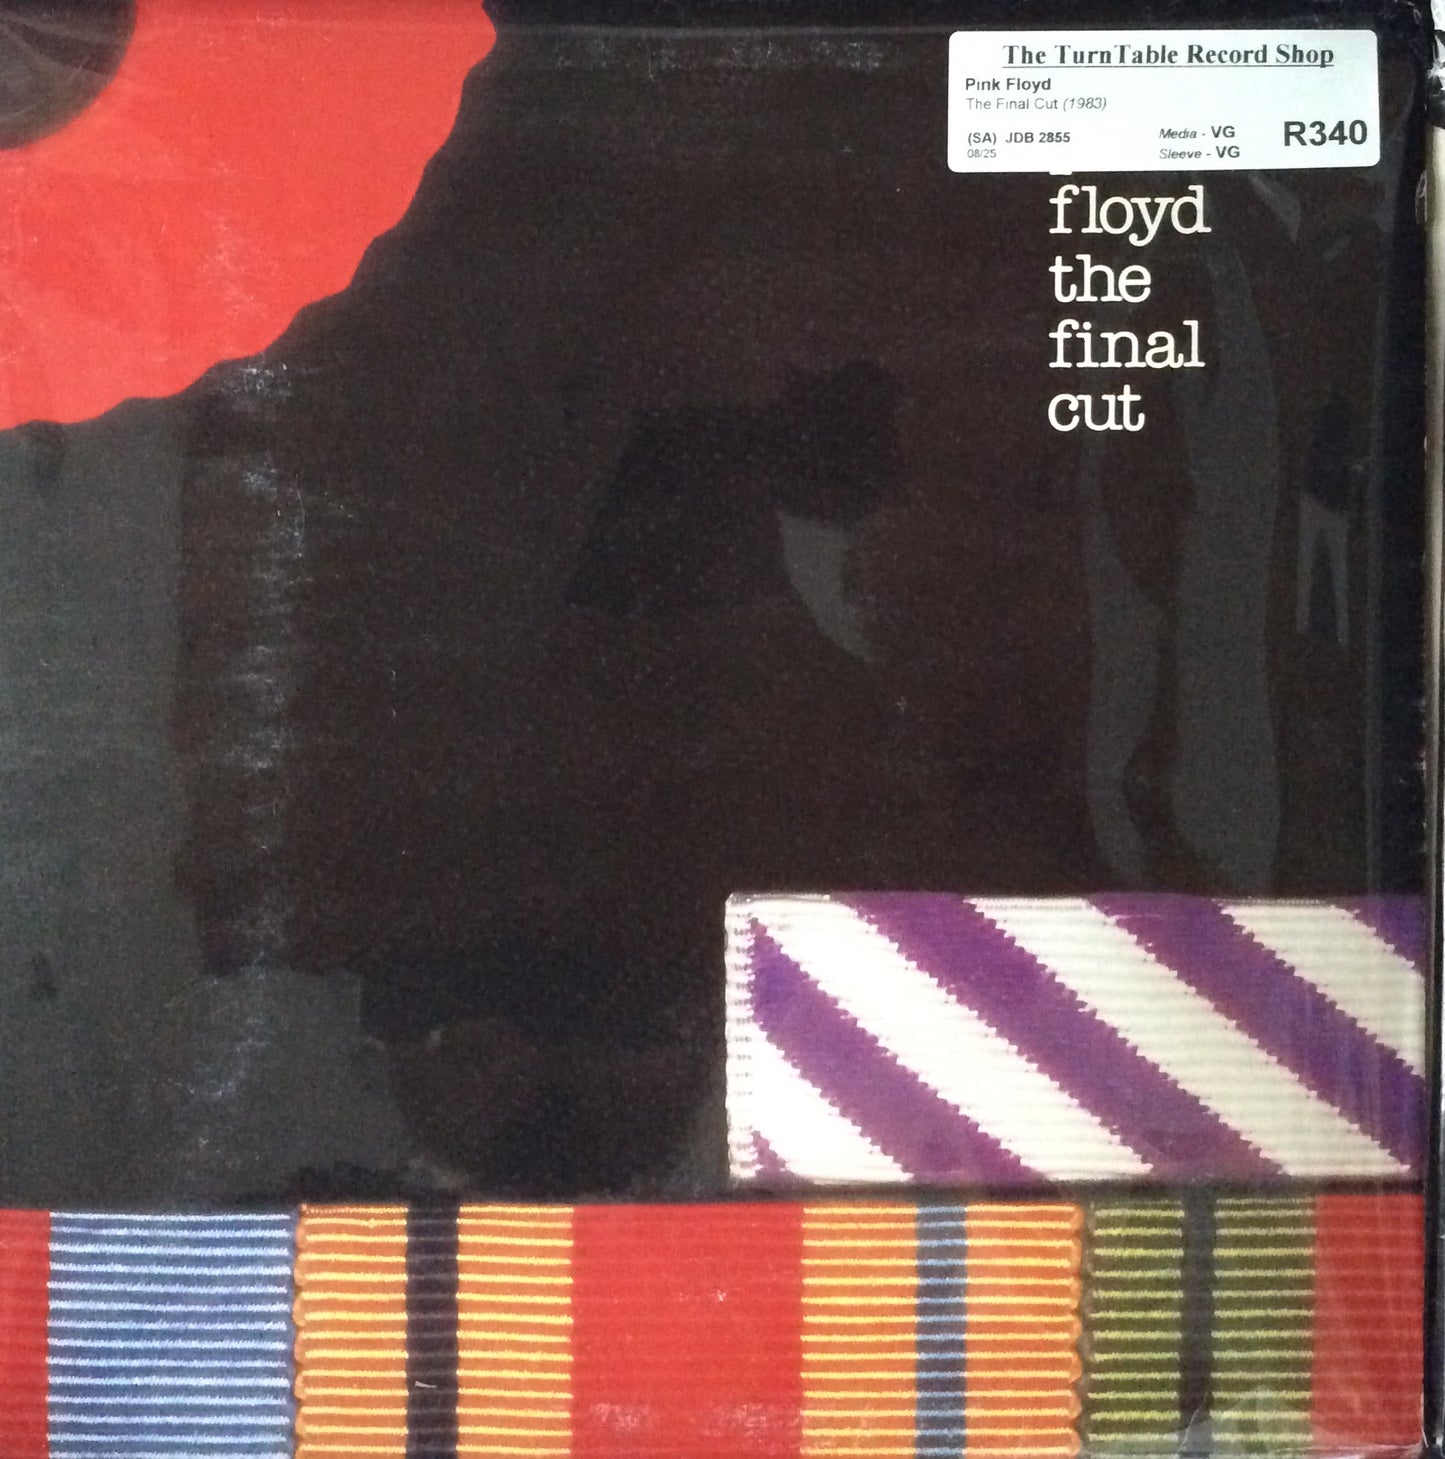 The TurnTable Record Shop
Pink Floyd
The Final Cut (1983)
(SA) JDB 2855 Media - VG R340
08/25 Sleeve - VG
floyd
the
final
cut